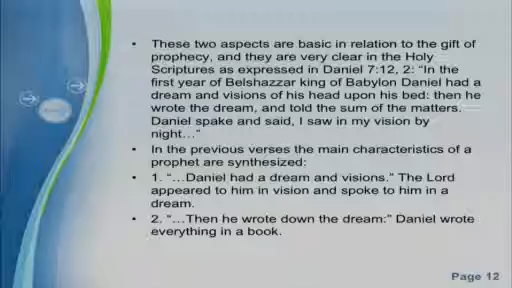 • These two aspects are basic in relation to the gift of
prophecy, and they are very clear in the Holy
Scriptures as expressed in Daniel 7:12, 2: “In the
first year of Belshazzar king of Babylon Daniel had a
dream and visions of his head upon his bed: then he
wrote the dream, and told the sum of the matters.
Daniel spake and said, I saw in my vision by
night…”
• In the previous verses the main characteristics of a
prophet are synthesized:
• 1. “…Daniel had a dream and visions.” The Lord
appeared to him in vision and spoke to him in a
dream.
• 2. “…Then he wrote down the dream:” Daniel wrote
everything in a book.
Page 12